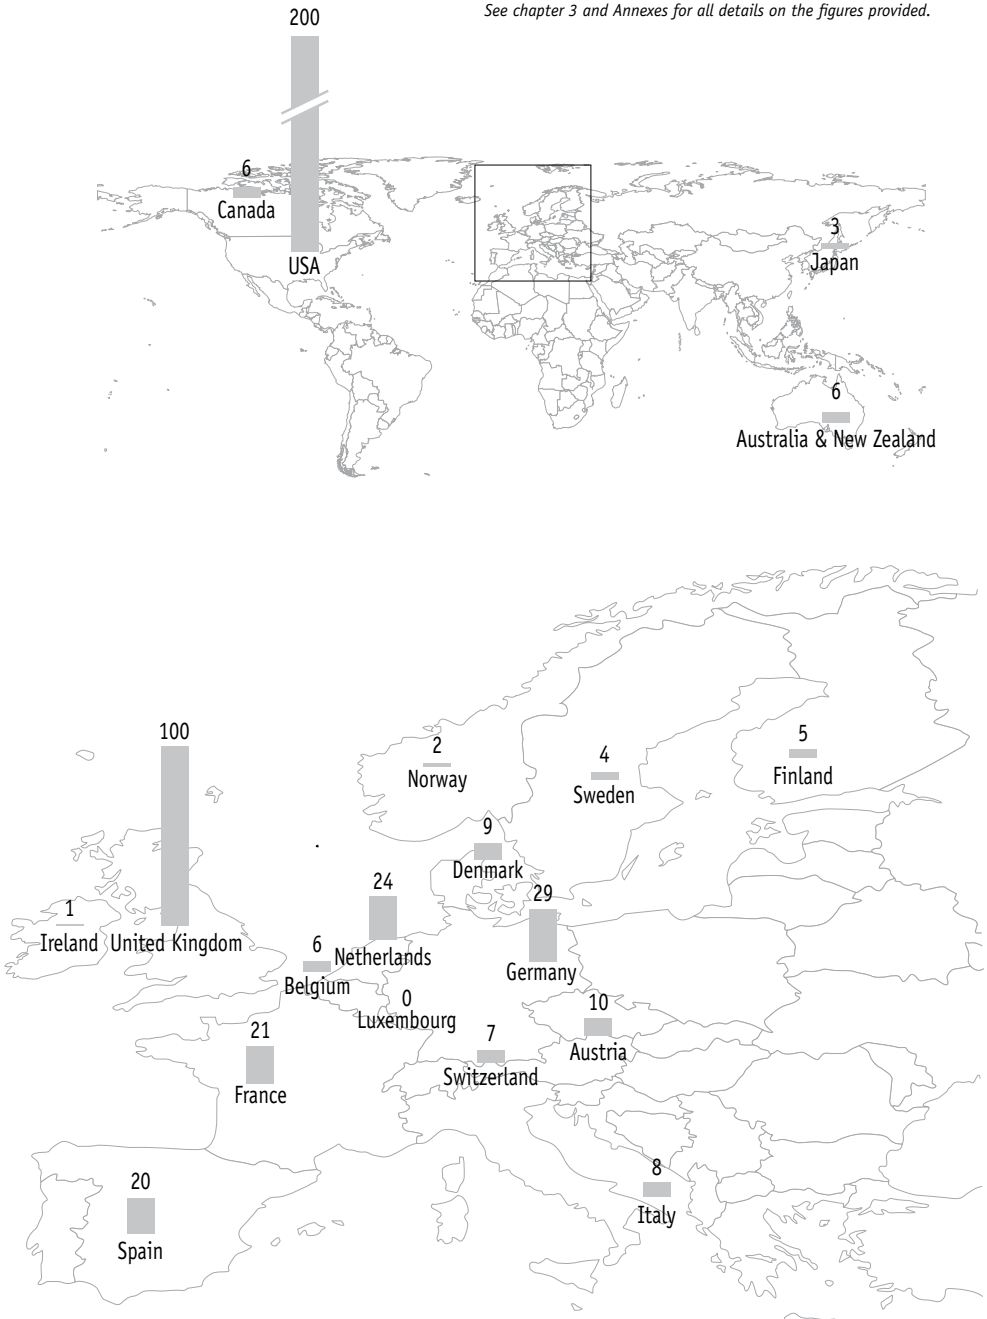 See chapter 3 and Annexes for all details on the figures provided.
200
6
Canada
USA
3
Japan
6
Australia & New Zealand
100
2
Norway
4
Sweden
5
Finland
9
Denmark
24
Netherlands
29
Germany
1
Ireland
United Kingdom
6
Belgium
0
Luxembourg
10
Austria
21
France
7
Switzerland
20
Spain
8
Italy